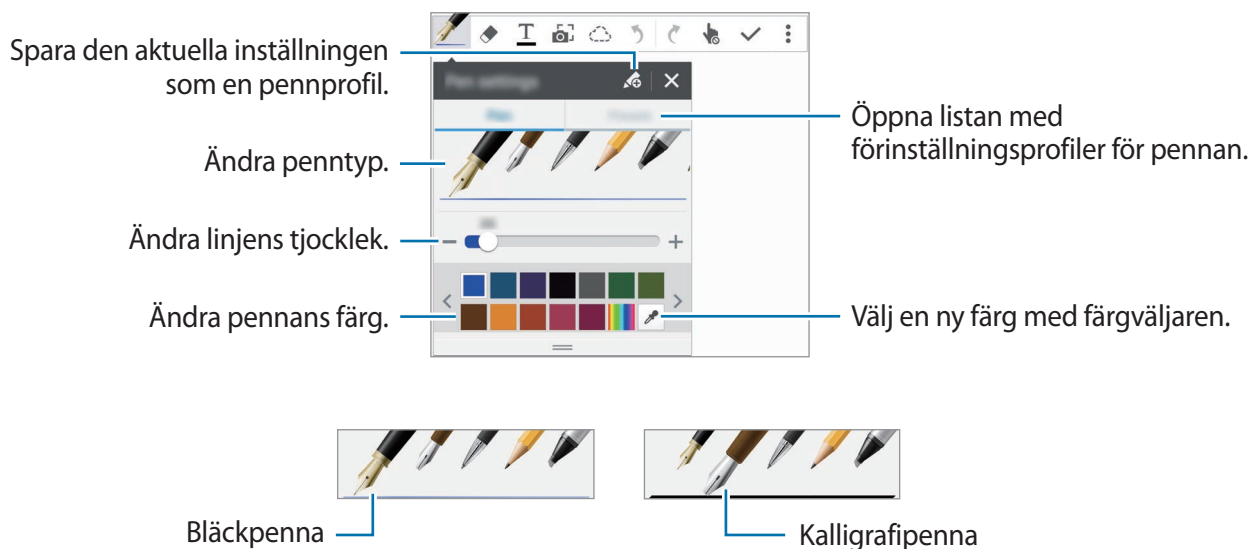 Spara den aktuella inställningen
som en pennprofil.
Öppna listan med
förinställningsprofiler för pennan.
Ändra penntyp.
Ändra linjens tjocklek.
Ändra pennans färg.
Välj en ny färg med färgväljaren.
Bläckpenna
Kalligrafipenna